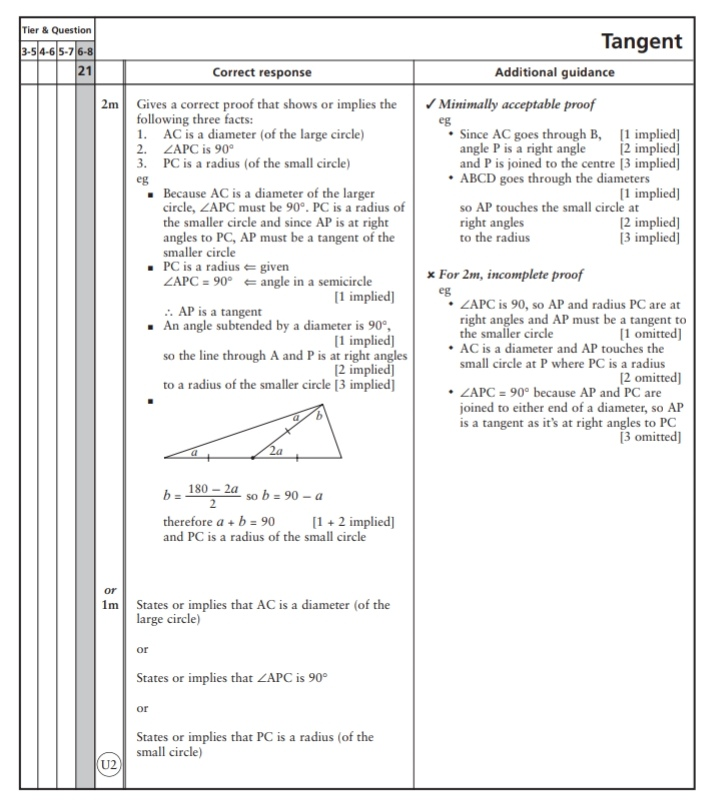 Tier & Question
3-5 4-6 5-7 6-8
Tangent
21
Correct response
Additional guidance
2m
Gives a correct proof that shows or implies the
following three facts:
1. AC is a diameter (of the large circle)
2. ∠APC is 90°
3. PC is a radius (of the small circle)
eg
▪ Because AC is a diameter of the larger
circle, ∠APC must be 90°. PC is a radius of
the smaller circle and since AP is at right
angles to PC, AP must be a tangent of the
smaller circle
▪ PC is a radius ⇐ given
∠APC = 90° ⇐ angle in a semicircle
[1 implied]
∴ AP is a tangent
▪ An angle subtended by a diameter is 90°,
[1 implied]
so the line through A and P is at right angles
[2 implied]
to a radius of the smaller circle [3 implied]
▪
a b
a 2a
b = (180 – 2a)/2 so b = 90 – a
therefore a + b = 90 [1 + 2 implied]
and PC is a radius of the small circle
or
1m
States or implies that AC is a diameter (of the
large circle)
or
States or implies that ∠APC is 90°
or
States or implies that PC is a radius (of the
small circle)
U2
✓ Minimally acceptable proof
eg
• Since AC goes through B, [1 implied]
angle P is a right angle [2 implied]
and P is joined to the centre [3 implied]
• ABCD goes through the diameters
[1 implied]
so AP touches the small circle at
right angles [2 implied]
to the radius [3 implied]
✗ For 2m, incomplete proof
eg
• ∠APC is 90, so AP and radius PC are at
right angles and AP must be a tangent to
the smaller circle [1 omitted]
• AC is a diameter and AP touches the
small circle at P where PC is a radius
[2 omitted]
• ∠APC = 90° because AP and PC are
joined to either end of a diameter, so AP
is a tangent as it's at right angles to PC
[3 omitted]